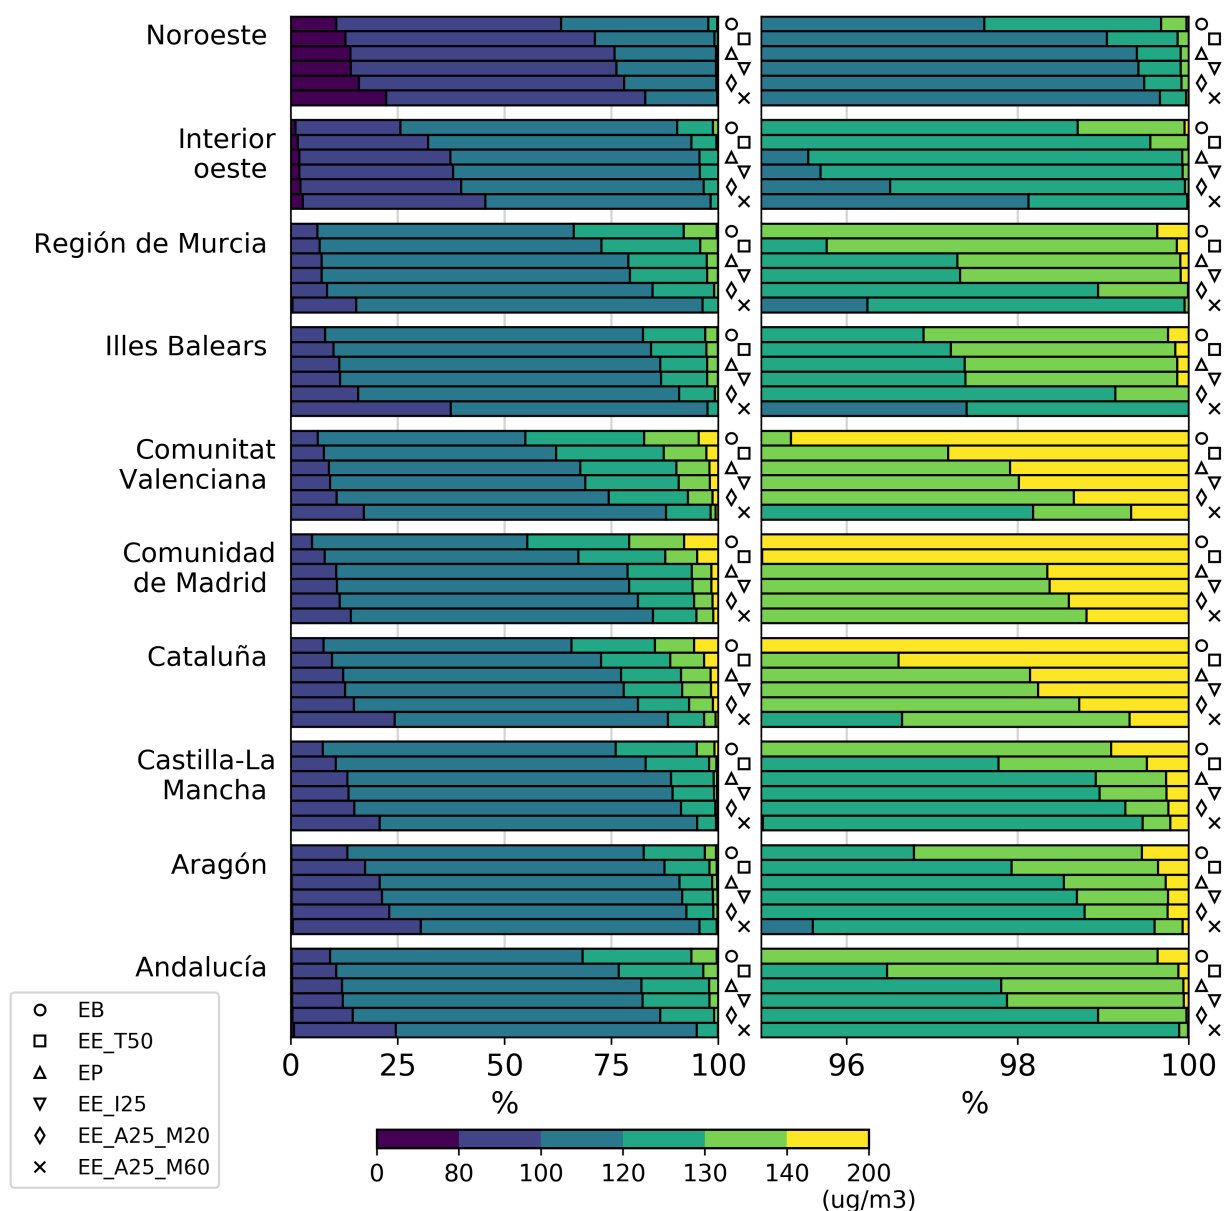 Noroeste
Interior
oeste
Región de Murcia
Illes Balears
Comunitat
Valenciana
Comunidad
de Madrid
Cataluña
Castilla-La
Mancha
Aragón
Andalucía
0 25 50 75 100
%
96 98 100
%
EB
EE_T50
EP
EE_I25
EE_A25_M20
EE_A25_M60
0 80 100 120 130 140 200
(ug/m3)